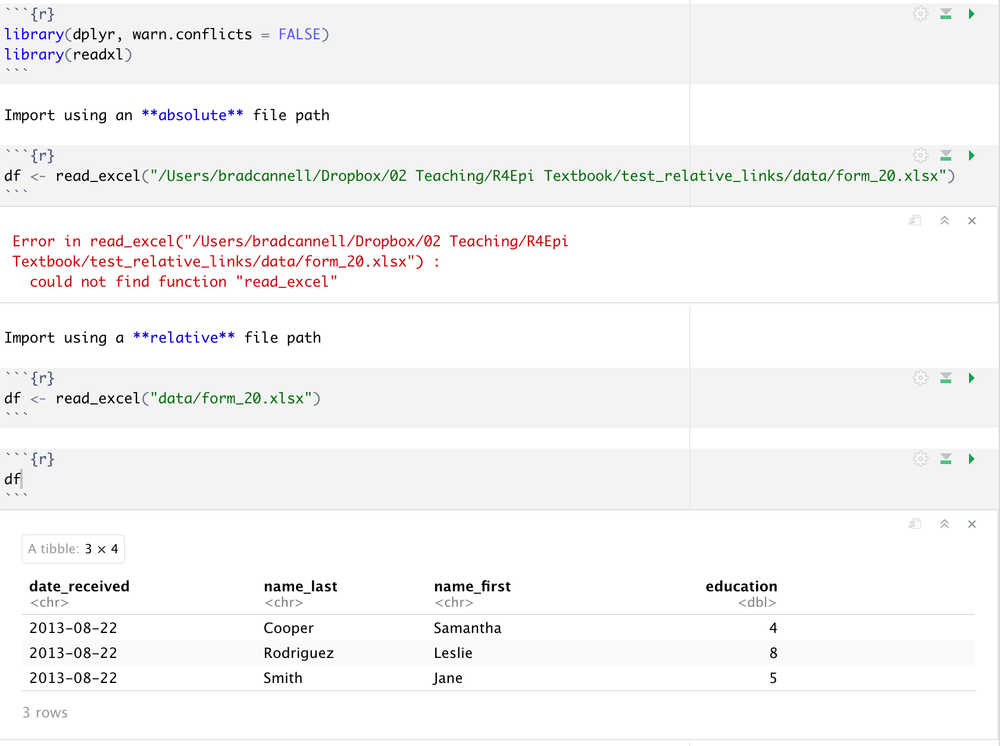 ```{r}
library(dplyr, warn.conflicts = FALSE)
library(readxl)
```
Import using an **absolute** file path
```{r}
df <- read_excel("/Users/bradcannell/Dropbox/02 Teaching/R4Epi Textbook/test_relative_links/data/form_20.xlsx")
```
Error in read_excel("/Users/bradcannell/Dropbox/02 Teaching/R4Epi
Textbook/test_relative_links/data/form_20.xlsx") :
  could not find function "read_excel"
Import using a **relative** file path
```{r}
df <- read_excel("data/form_20.xlsx")
```
```{r}
df
```
A tibble: 3 × 4
date_received name_last name_first education
<chr> <chr> <chr> <dbl>
2013-08-22 Cooper Samantha 4
2013-08-22 Rodriguez Leslie 8
2013-08-22 Smith Jane 5
3 rows